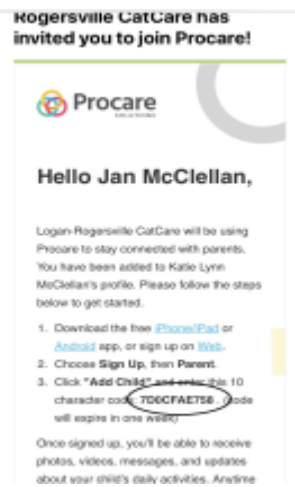 Rogersville CatCare has
invited you to join Procare!
Procare
SOLUTIONS
Hello Jan McClellan,
Logan-Rogersville CatCare will be using
Procare to stay connected with parents.
You have been added to Katie Lynn
McClellan's profile. Please follow the steps
below to get started.
1. Download the free iPhone/iPad or
Android app, or sign up on Web.
2. Choose Sign Up, then Parent.
3. Click "Add Child" and enter this 10
character code: 7D0CFAE758. (code
will expire in one week)
Once signed up, you'll be able to receive
photos, videos, messages, and updates
about your child's daily activities. Anytime